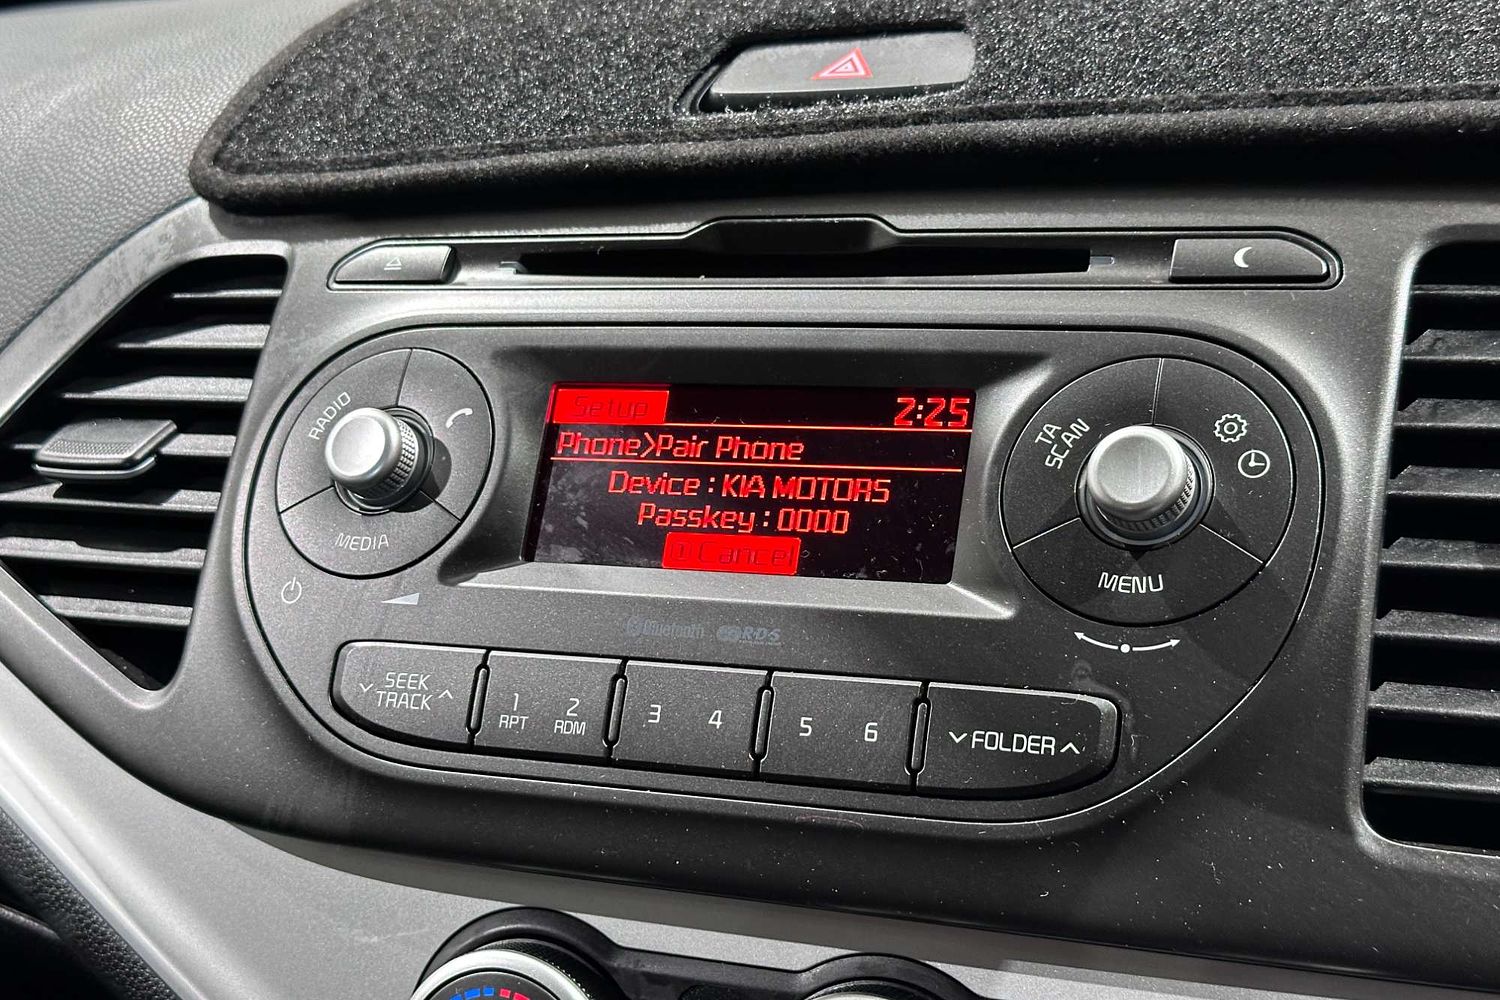 Setup 2:25
Phone>Pair Phone
Device : KIA MOTORS
Passkey : 0000
Cancel
RADIO
MEDIA
TA
SCAN
MENU
Bluetooth RDS
SEEK
TRACK
1
RPT
2
RDM
3 4
5 6
FOLDER